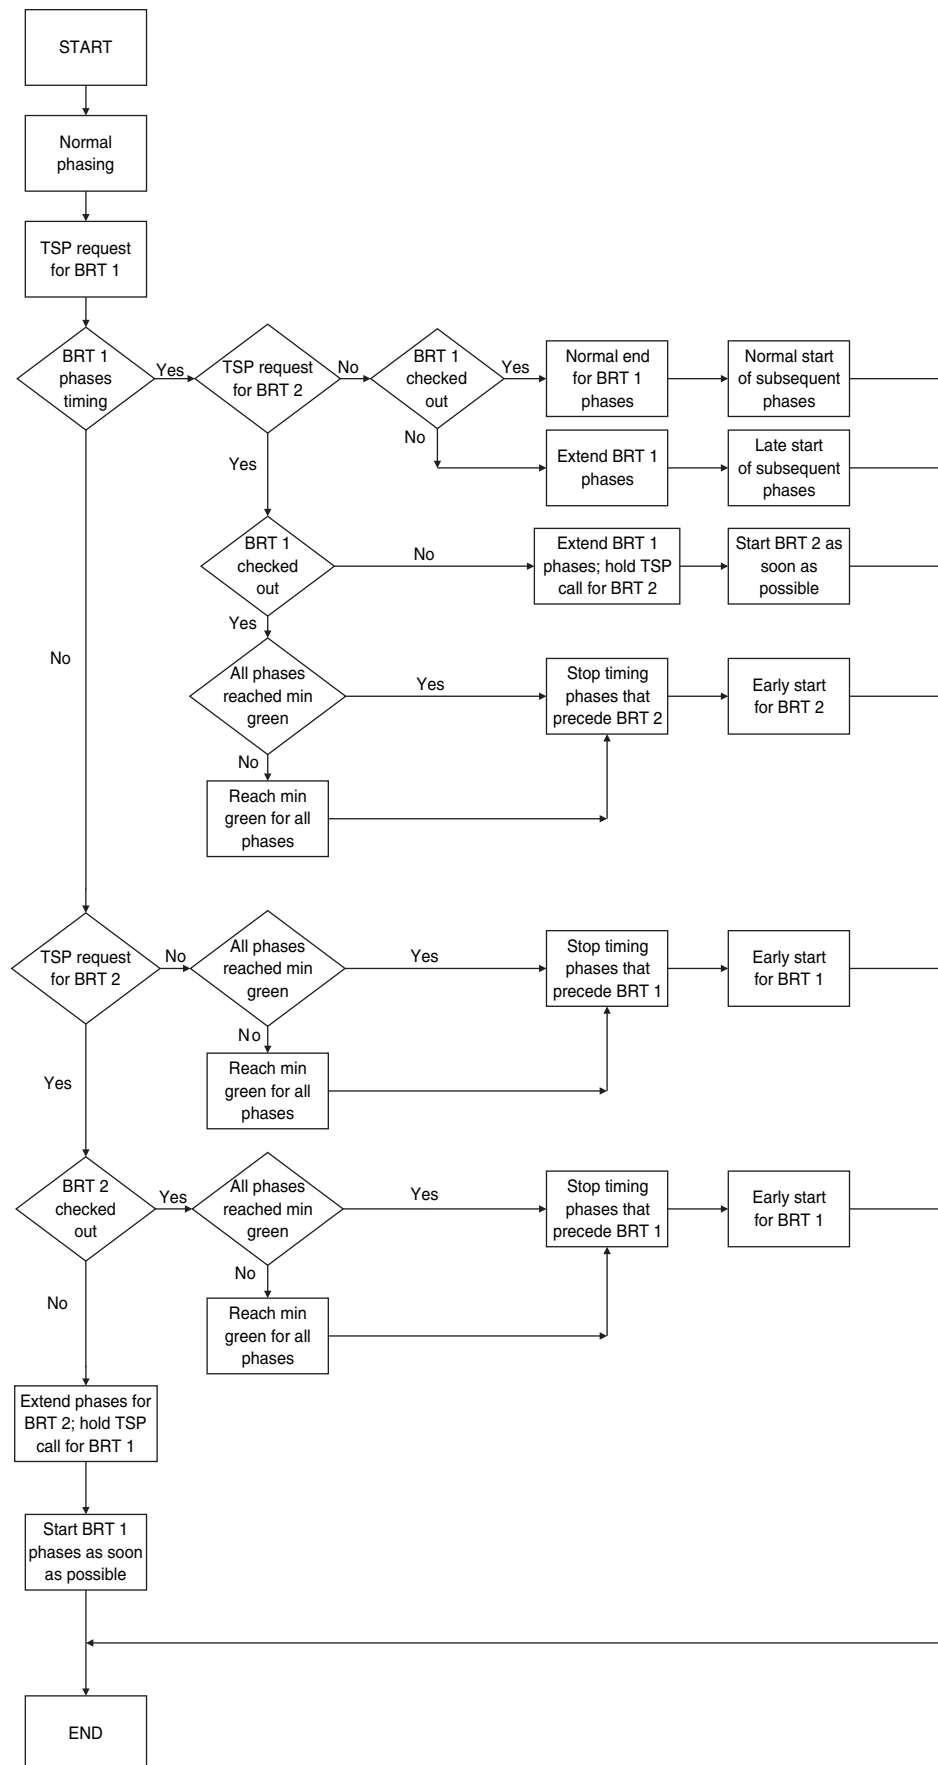 START
Normal
phasing
TSP request
for BRT 1
BRT 1
phases
timing
Yes
TSP request
for BRT 2
No
BRT 1
checked
out
Yes
Normal end
for BRT 1
phases
Normal start
of subsequent
phases
No
Extend BRT 1
phases
Late start
of subsequent
phases
Yes
BRT 1
checked
out
No
Extend BRT 1
phases; hold TSP
call for BRT 2
Start BRT 2 as
soon as
possible
Yes
No
All phases
reached min
green
Yes
Stop timing
phases that
precede BRT 2
Early start
for BRT 2
No
Reach min
green for all
phases
TSP request
for BRT 2
No
All phases
reached min
green
Yes
Stop timing
phases that
precede BRT 1
Early start
for BRT 1
No
Reach min
green for all
phases
Yes
BRT 2
checked
out
Yes
All phases
reached min
green
Yes
Stop timing
phases that
precede BRT 1
Early start
for BRT 1
No
Reach min
green for all
phases
No
Extend phases for
BRT 2; hold TSP
call for BRT 1
Start BRT 1
phases as soon
as possible
END